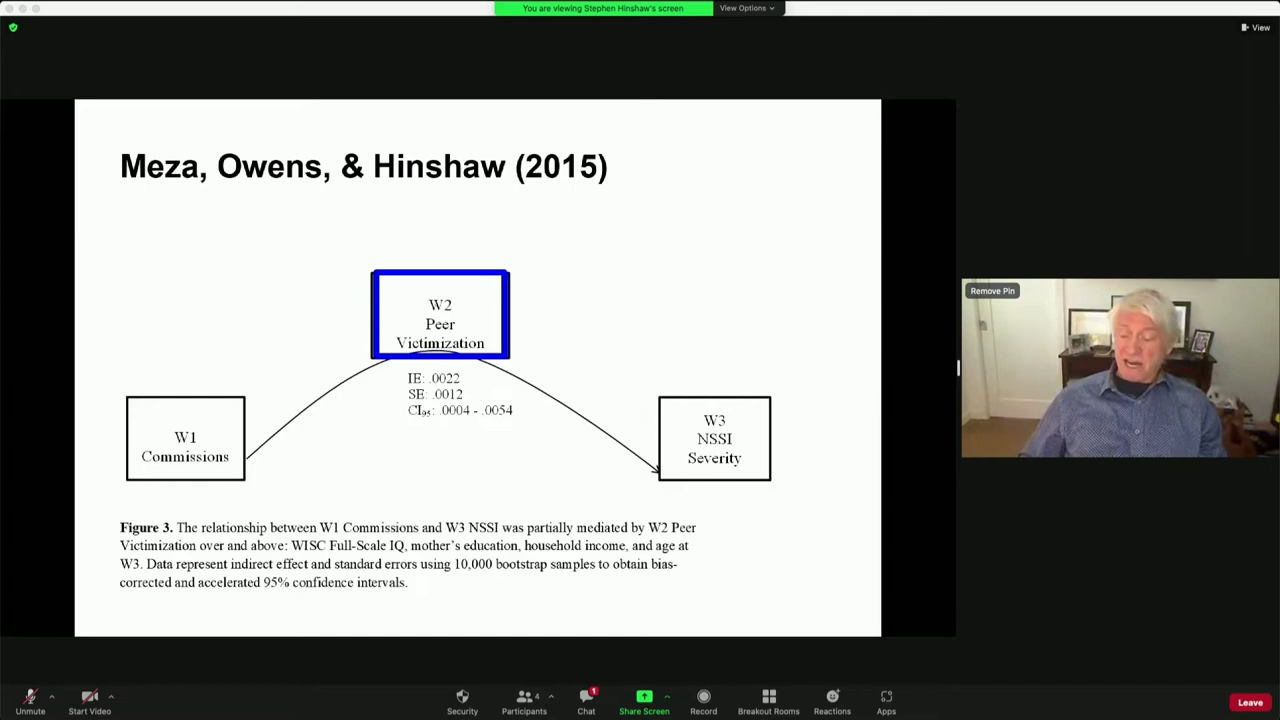 You are viewing Stephen Hinshaw's screen
View Options
View
Meza, Owens, & Hinshaw (2015)
W2
Peer
Victimization
IE: .0022
SE: .0012
CI95: .0004 - .0054
W1
Commissions
W3
NSSI
Severity
Figure 3. The relationship between W1 Commissions and W3 NSSI was partially mediated by W2 Peer
Victimization over and above: WISC Full-Scale IQ, mother's education, household income, and age at
W3. Data represent indirect effect and standard errors using 10,000 bootstrap samples to obtain bias-
corrected and accelerated 95% confidence intervals.
Remove Pin
Unmute
Start Video
Security
4
Participants
1
Chat
Share Screen
Record
Breakout Rooms
Reactions
Apps
Leave